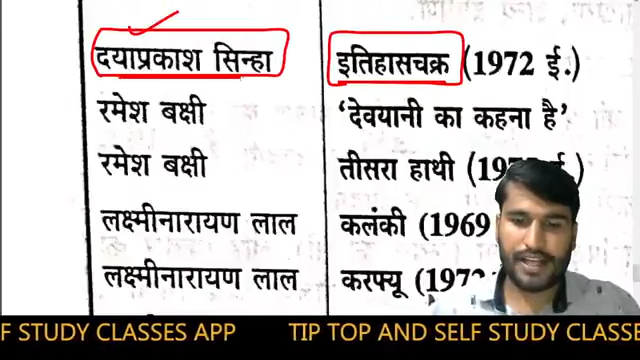 दयाप्रकाश सिन्हा इतिहासचक्र (1972 ई.)
रमेश बक्षी 'देवयानी का कहना है'
रमेश बक्षी तीसरा हाथी
लक्ष्मीनारायण लाल कलंकी (1969
लक्ष्मीनारायण लाल करफ्यू (1972
F STUDY CLASSES APP TIP TOP AND SELF STUDY CLASSE